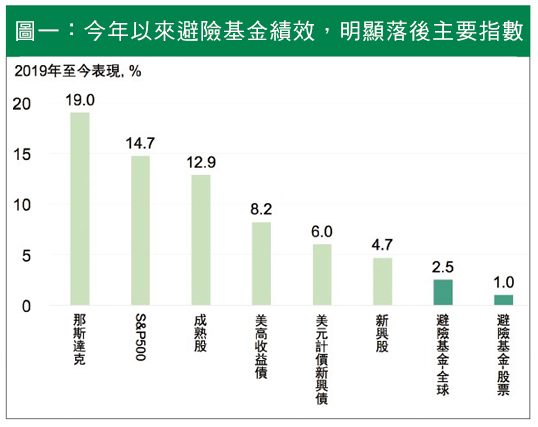 圖一：今年以來避險基金績效，明顯落後主要指數
2019年至今表現, %
20
15
10
5
0
19.0
14.7
12.9
8.2
6.0
4.7
2.5
1.0
那斯達克
S&P500
成熟股
美高收益債
美元計價新興債
新興股
避險基金-全球
避險基金-股票